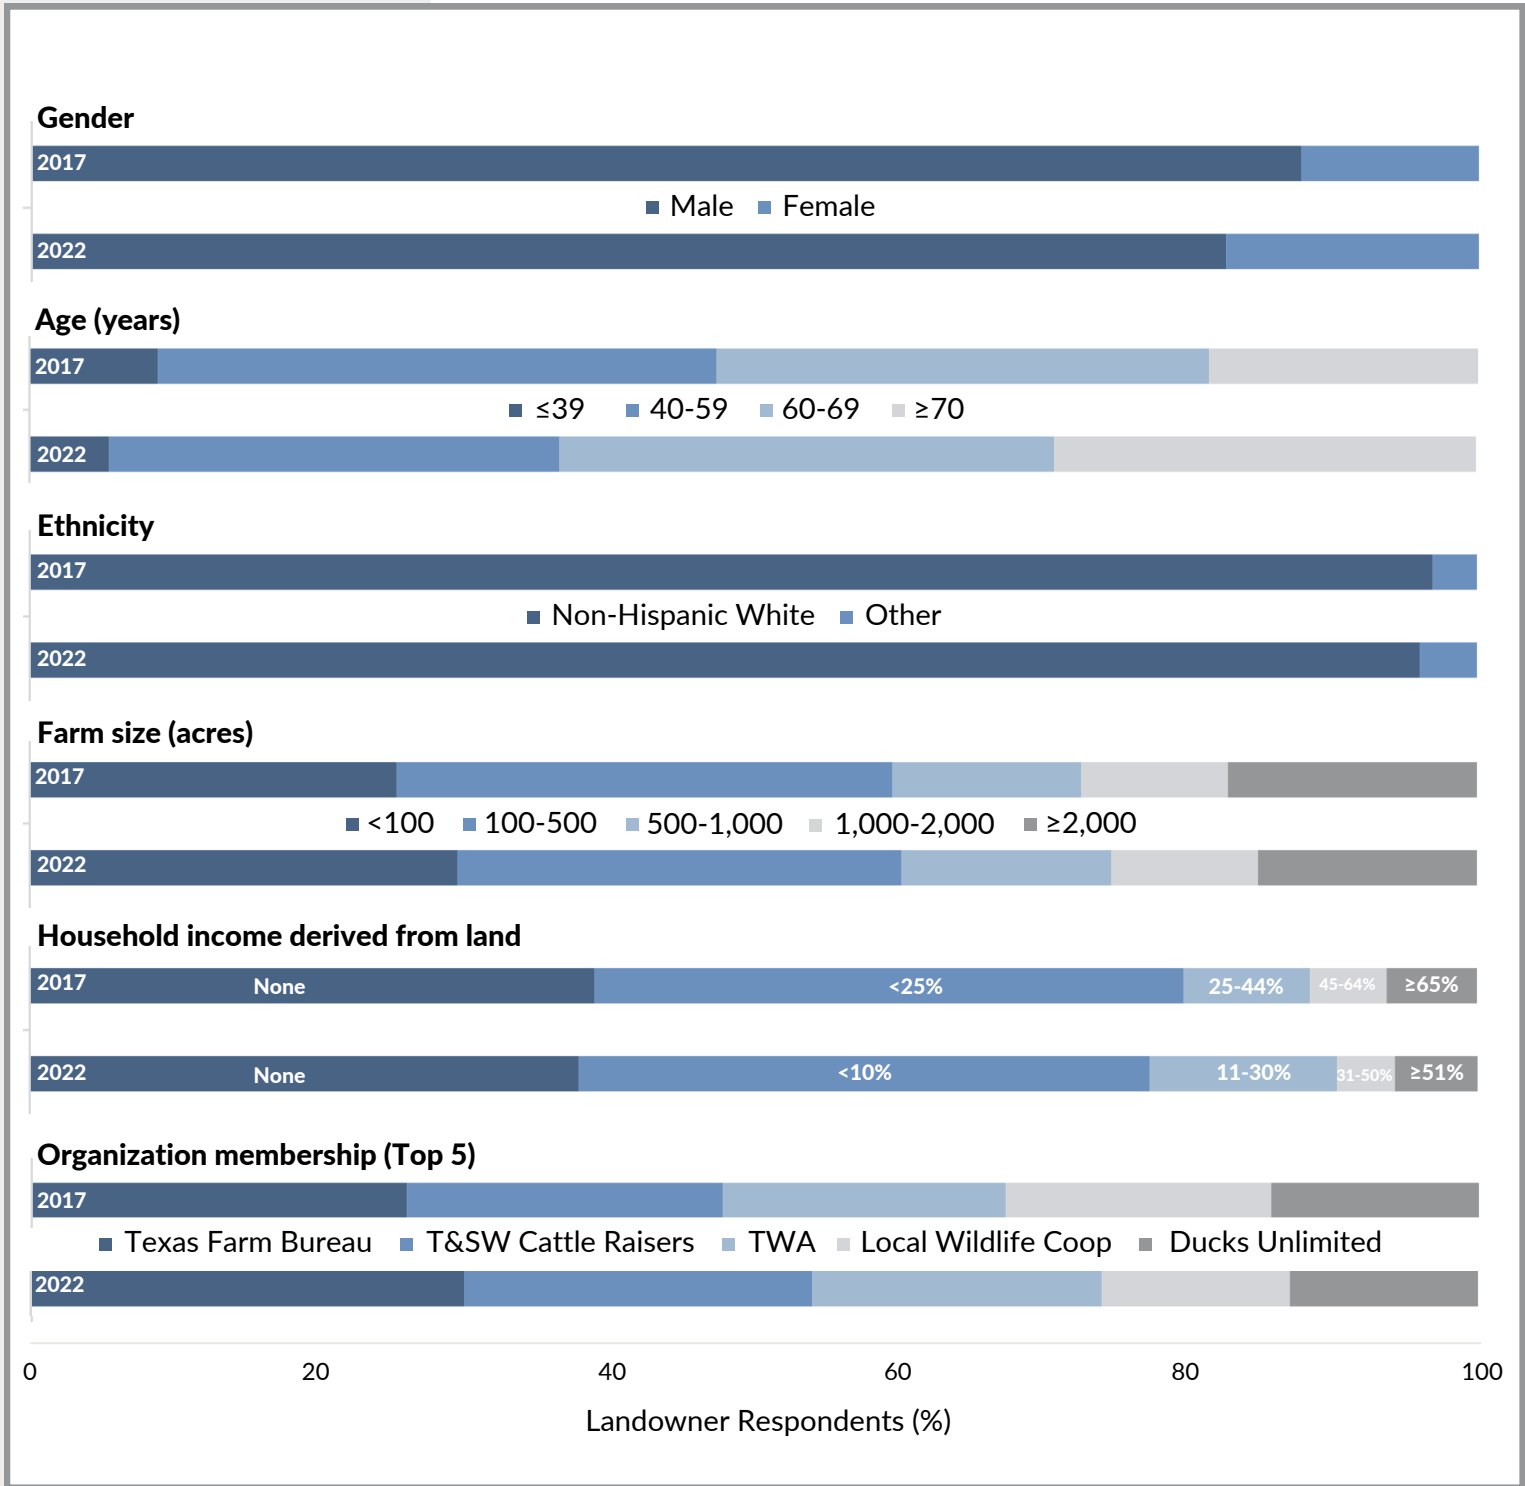 Gender
2017
Male Female
2022
Age (years)
2017
≤39 40-59 60-69 ≥70
2022
Ethnicity
2017
Non-Hispanic White Other
2022
Farm size (acres)
2017
<100 100-500 500-1,000 1,000-2,000 ≥2,000
2022
Household income derived from land
2017 None <25% 25-44% 45-64% ≥65%
2022 None <10% 11-30% 31-50% ≥51%
Organization membership (Top 5)
2017
Texas Farm Bureau T&SW Cattle Raisers TWA Local Wildlife Coop Ducks Unlimited
2022
0 20 40 60 80 100
Landowner Respondents (%)